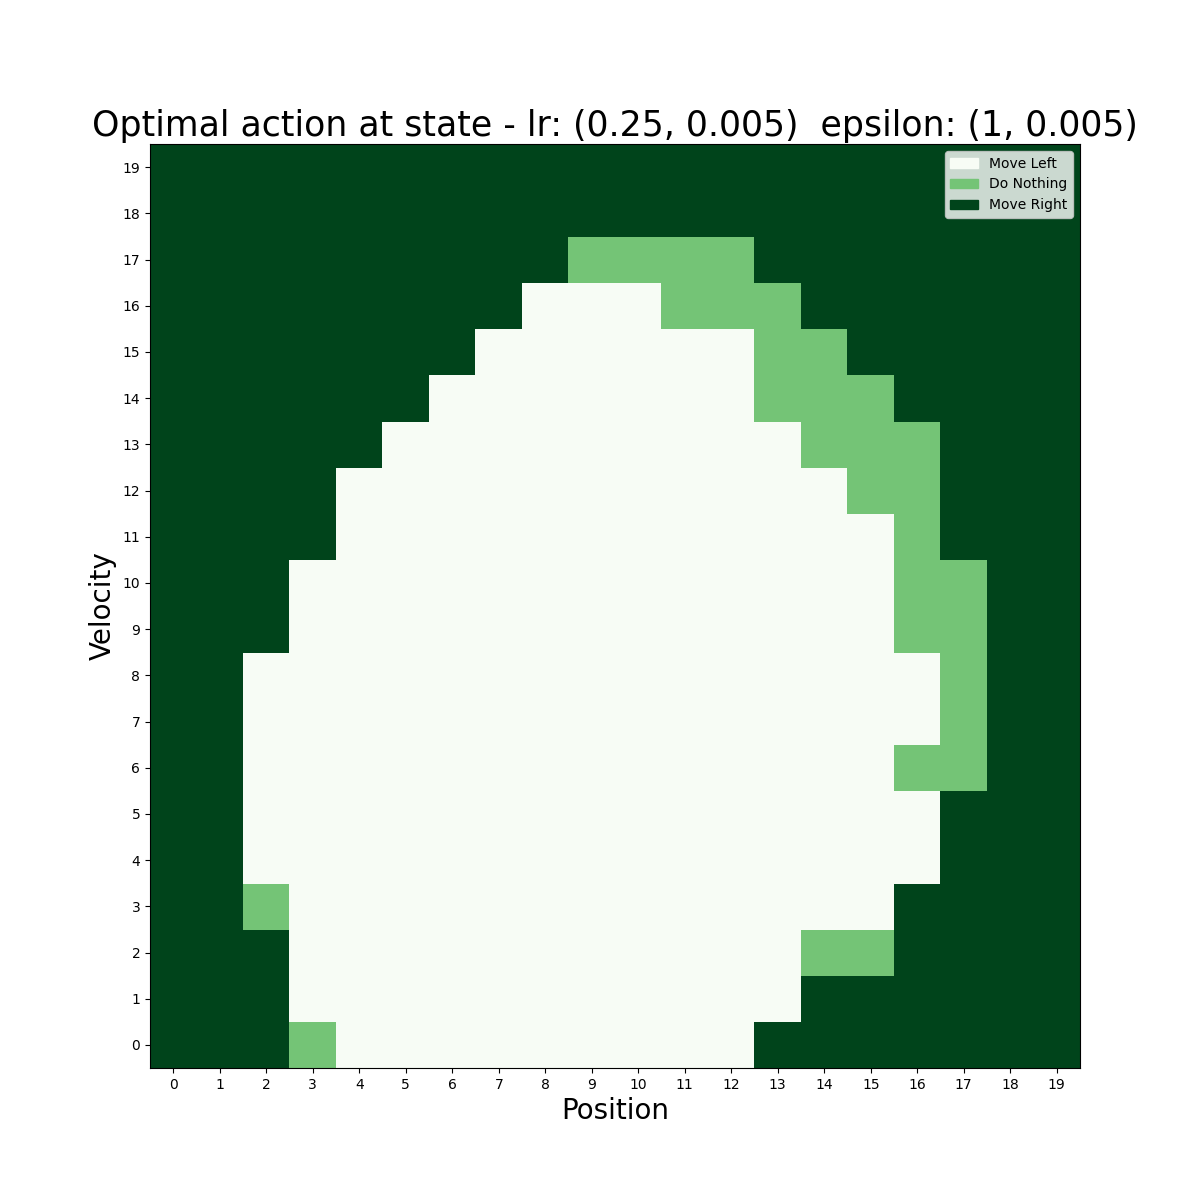 Optimal action at state - lr: (0.25, 0.005)  epsilon: (1, 0.005)
Move Left
Do Nothing
Move Right
Velocity
19
18
17
16
15
14
13
12
11
10
9
8
7
6
5
4
3
2
1
0
0 1 2 3 4 5 6 7 8 9 10 11 12 13 14 15 16 17 18 19
Position